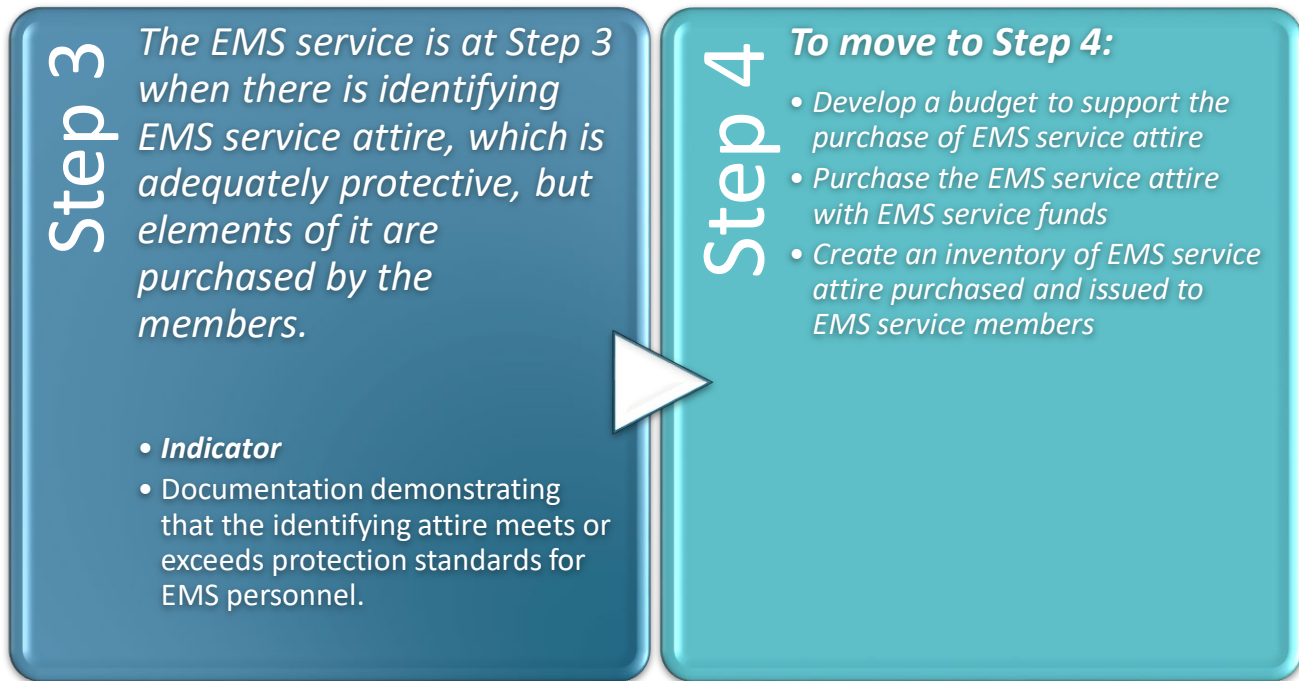 Step 3
The EMS service is at Step 3
when there is identifying
EMS service attire, which is
adequately protective, but
elements of it are
purchased by the
members.
• Indicator
• Documentation demonstrating
that the identifying attire meets or
exceeds protection standards for
EMS personnel.
Step 4
To move to Step 4:
• Develop a budget to support the
purchase of EMS service attire
• Purchase the EMS service attire
with EMS service funds
• Create an inventory of EMS service
attire purchased and issued to
EMS service members